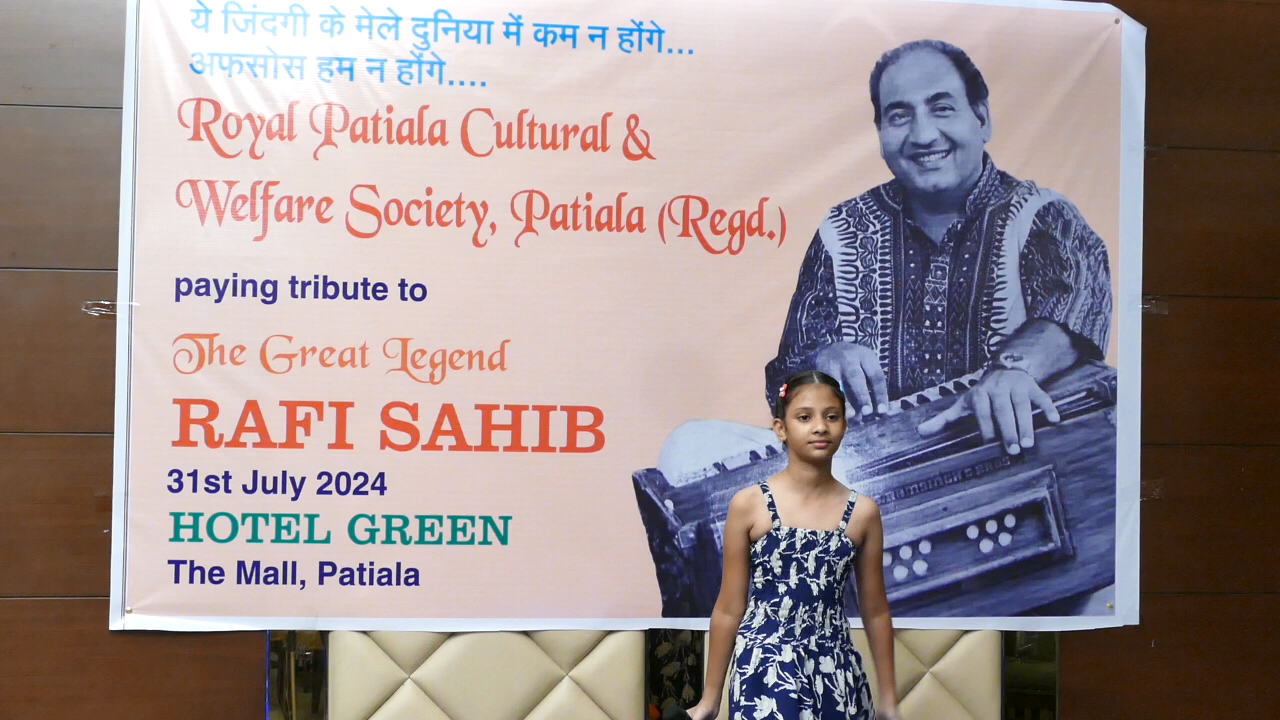 ये जिंदगी के मेले दुनिया में कम न होंगे...
अफसोस हम न होंगे....
Royal Patiala Cultural &
Welfare Society, Patiala (Regd.)
paying tribute to
The Great Legend
RAFI SAHIB
31st July 2024
HOTEL GREEN
The Mall, Patiala